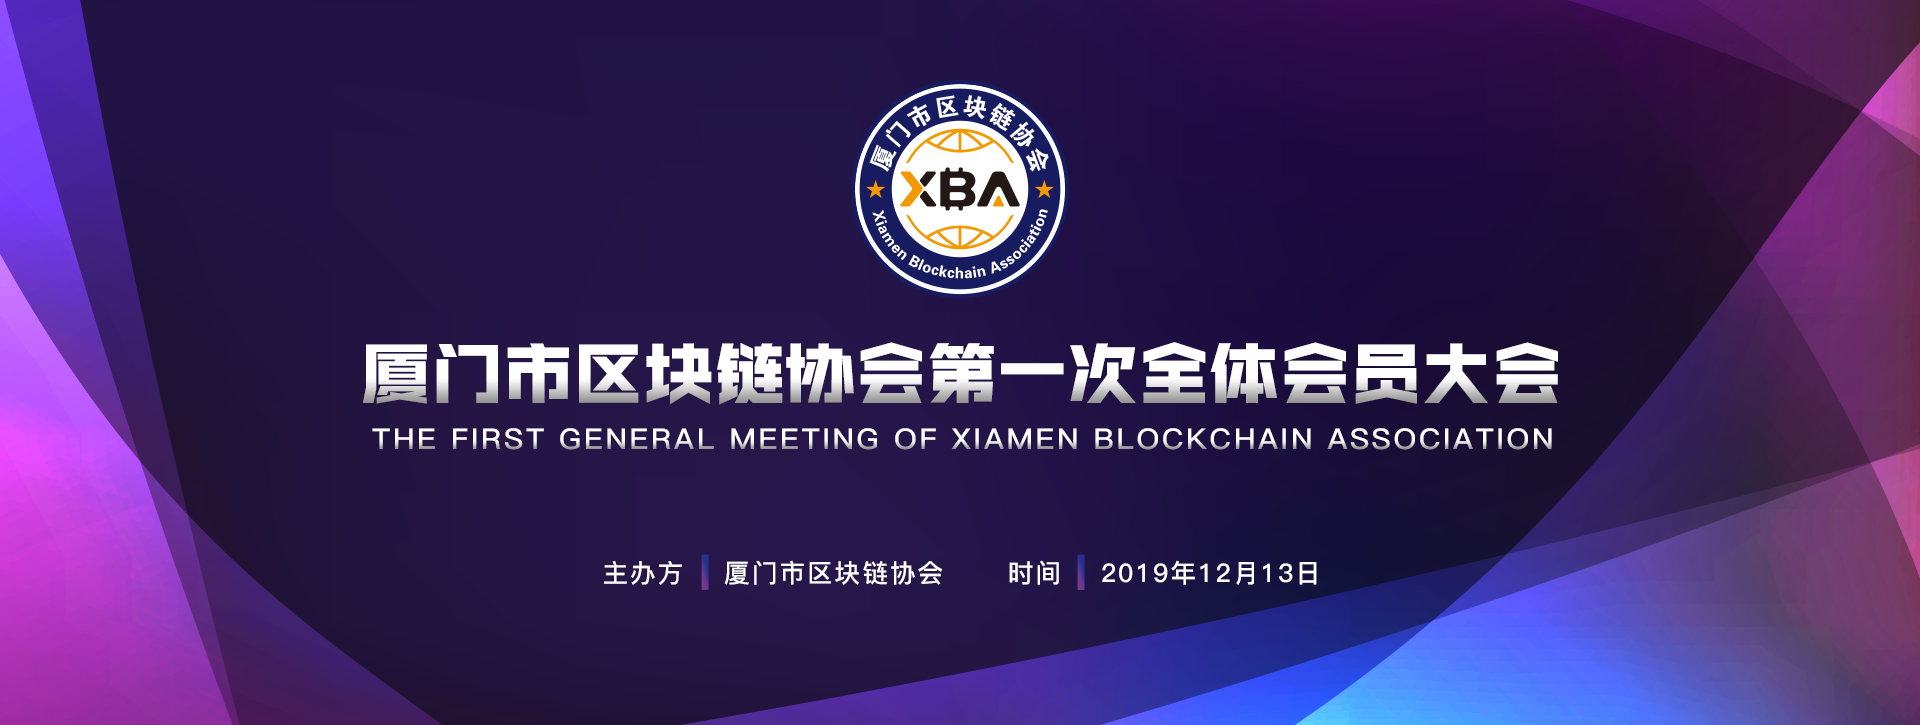 厦门市区块链协会
XBA
Xiamen Blockchain Association
厦门市区块链协会第一次全体会员大会
THE FIRST GENERAL MEETING OF XIAMEN BLOCKCHAIN ASSOCIATION
主办方 厦门市区块链协会 时间 2019年12月13日